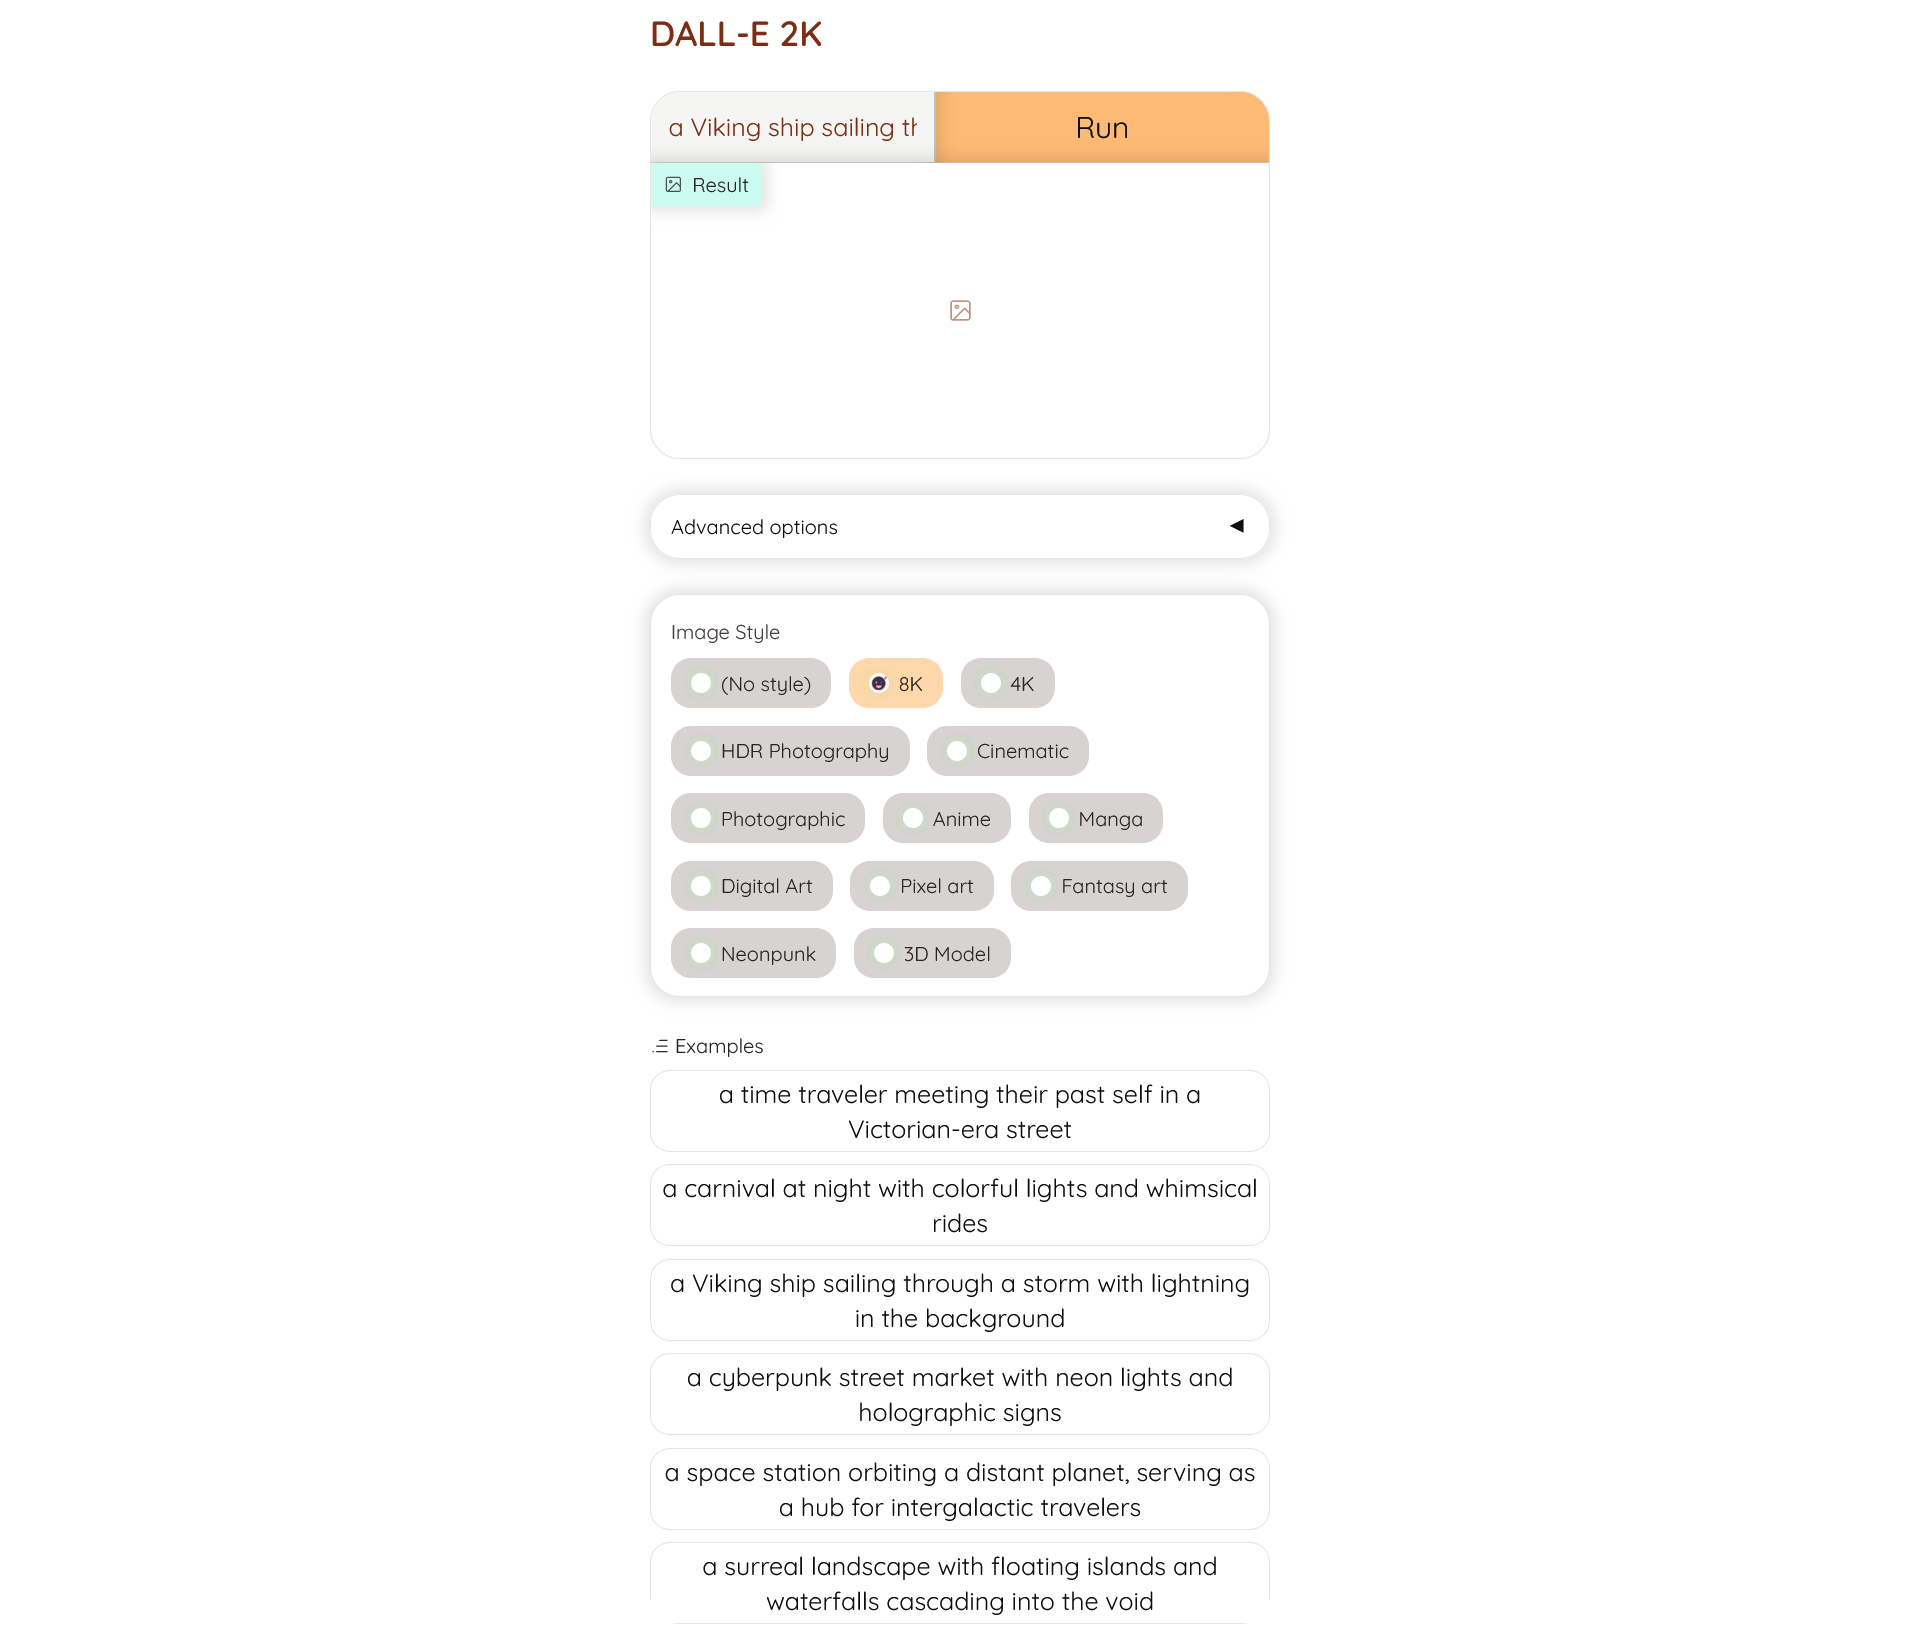 DALL-E 2K
a Viking ship sailing th
Run
Result
Advanced options
Image Style
(No style)
8K
4K
HDR Photography
Cinematic
Photographic
Anime
Manga
Digital Art
Pixel art
Fantasy art
Neonpunk
3D Model
Examples
a time traveler meeting their past self in a
Victorian-era street
a carnival at night with colorful lights and whimsical
rides
a Viking ship sailing through a storm with lightning
in the background
a cyberpunk street market with neon lights and
holographic signs
a space station orbiting a distant planet, serving as
a hub for intergalactic travelers
a surreal landscape with floating islands and
waterfalls cascading into the void